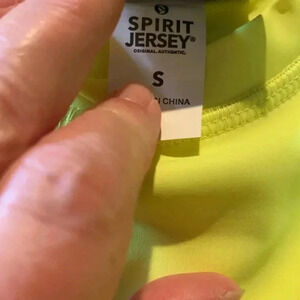 S
SPIRIT
JERSEY®
ORIGINAL. AUTHENTIC.
S
CHINA